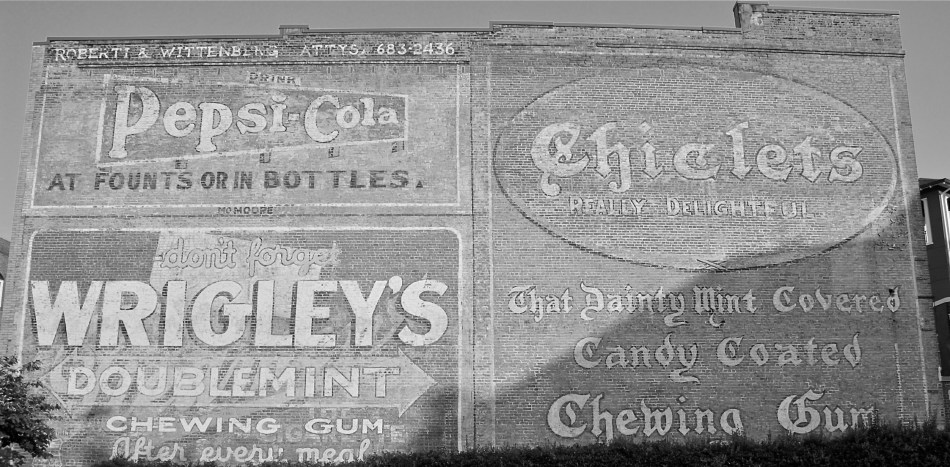 ROBERTI & WITTENBERG ATTYS. 683-2436
DRINK
Pepsi-Cola
AT FOUNTS OR IN BOTTLES.
don't forget
WRIGLEY'S
DOUBLEMINT
CHEWING GUM
After every meal
Chiclets
REALLY DELIGHTFUL
That Dainty Mint Covered
Candy Coated
Chewing Gum